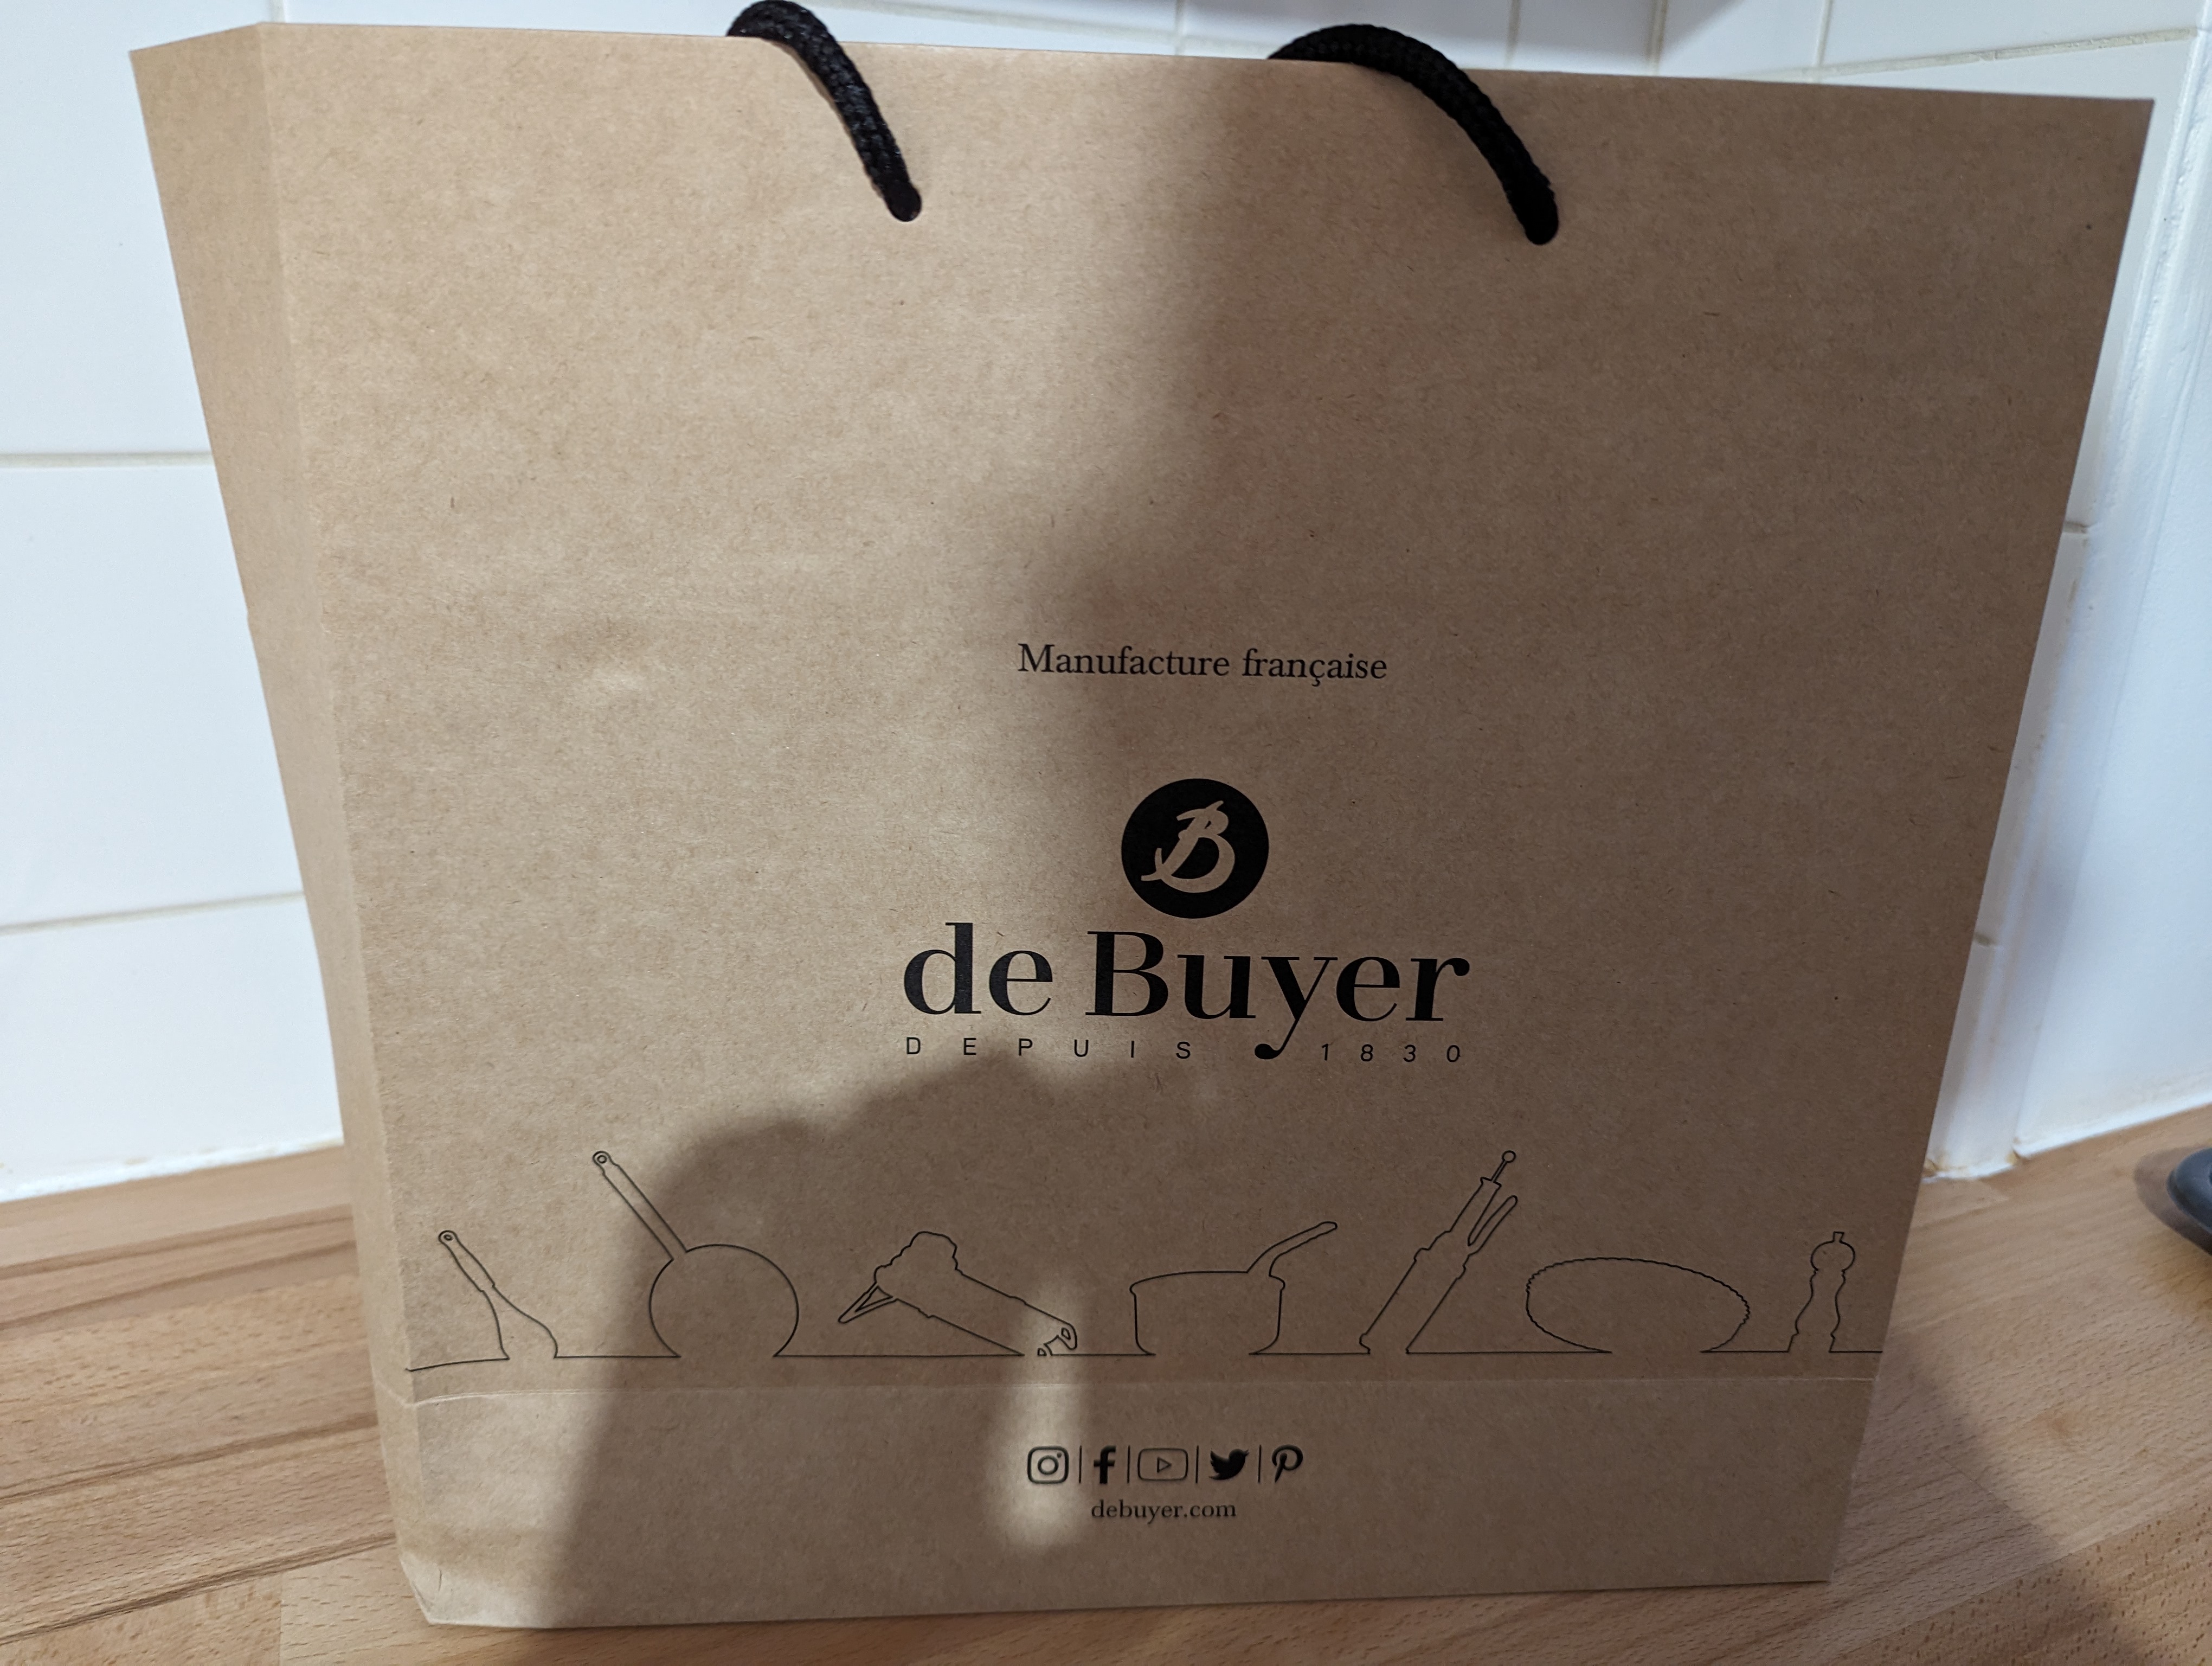 Manufacture française
B
de Buyer
DEPUIS 1830
debuyer.com